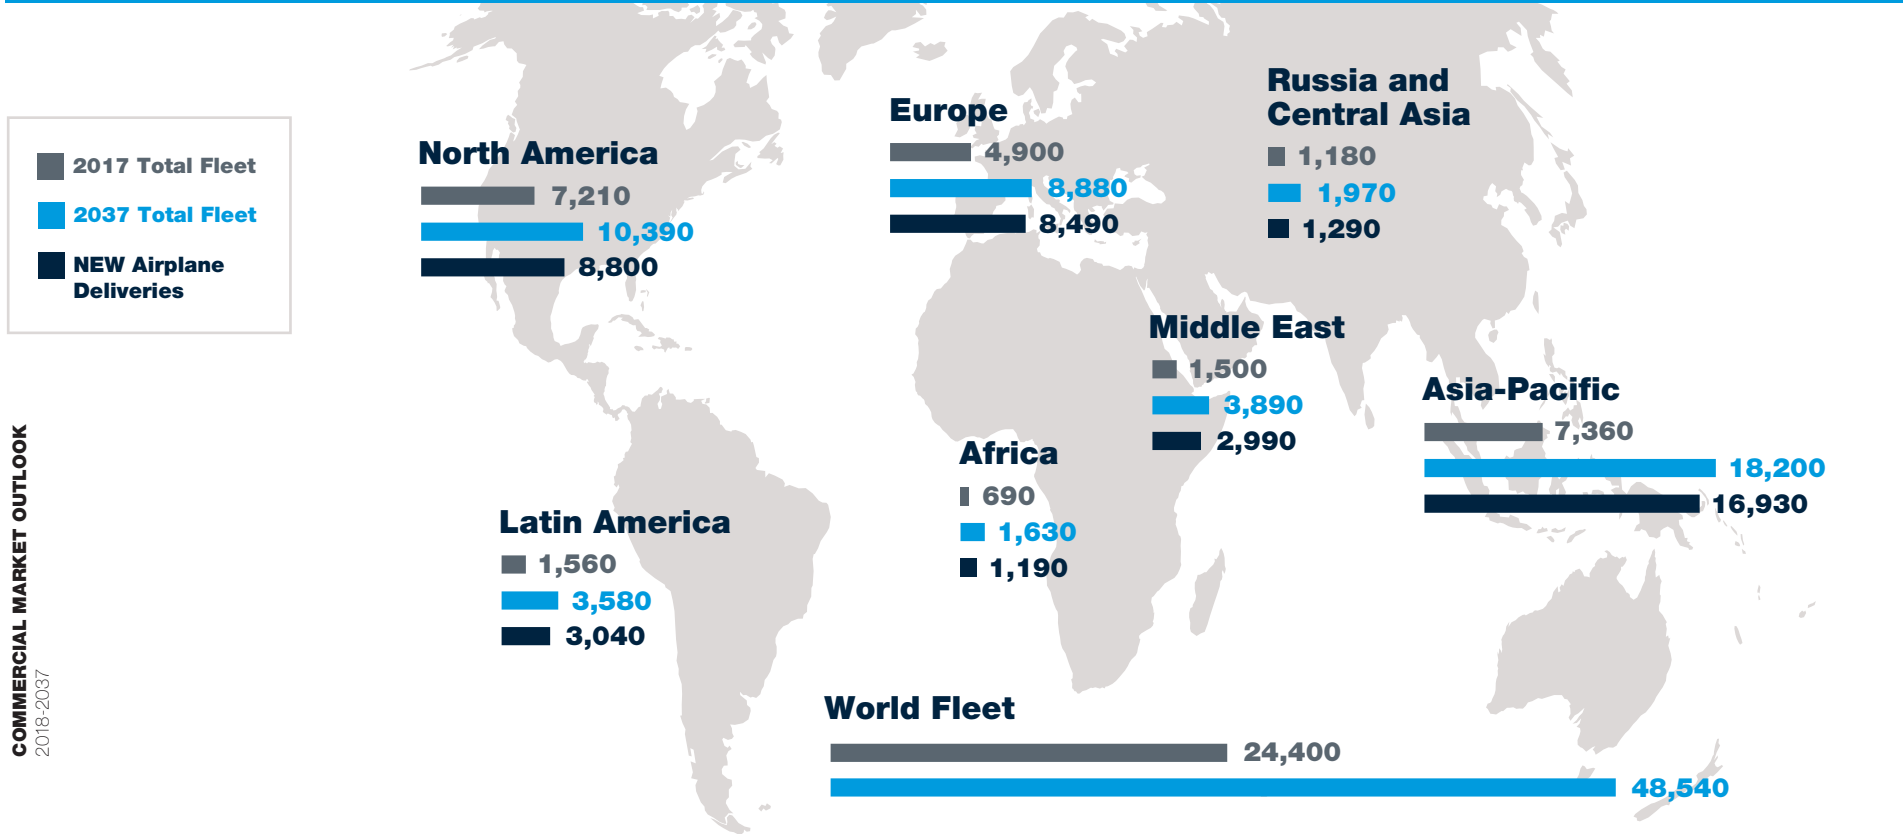 2017 Total Fleet
2037 Total Fleet
NEW Airplane
Deliveries
North America
7,210
10,390
8,800
Europe
4,900
8,880
8,490
Russia and
Central Asia
1,180
1,970
1,290
Middle East
1,500
3,890
2,990
Asia-Pacific
7,360
18,200
16,930
Africa
690
1,630
1,190
Latin America
1,560
3,580
3,040
World Fleet
24,400
48,540
COMMERCIAL MARKET OUTLOOK
2018-2037